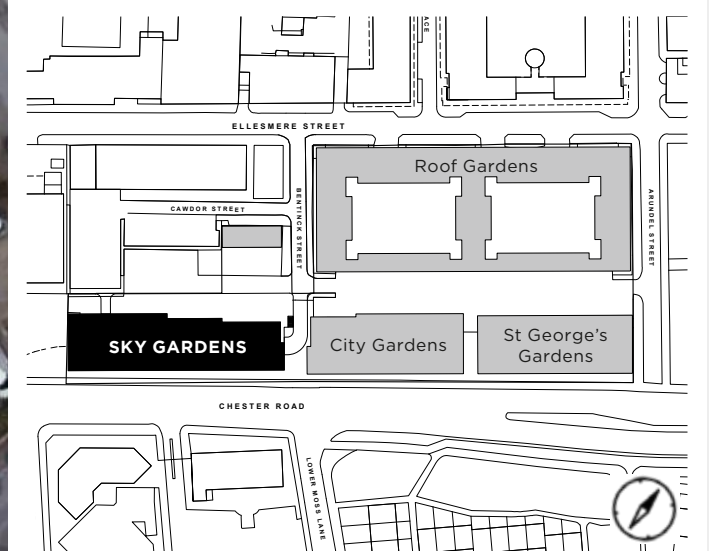 ELLESMERE STREET
Roof Gardens
CAWDOR STREET
BENTINCK STREET
ARUNDEL STREET
SKY GARDENS
City Gardens
St George's
Gardens
CHESTER ROAD
LOWER MOSS LANE